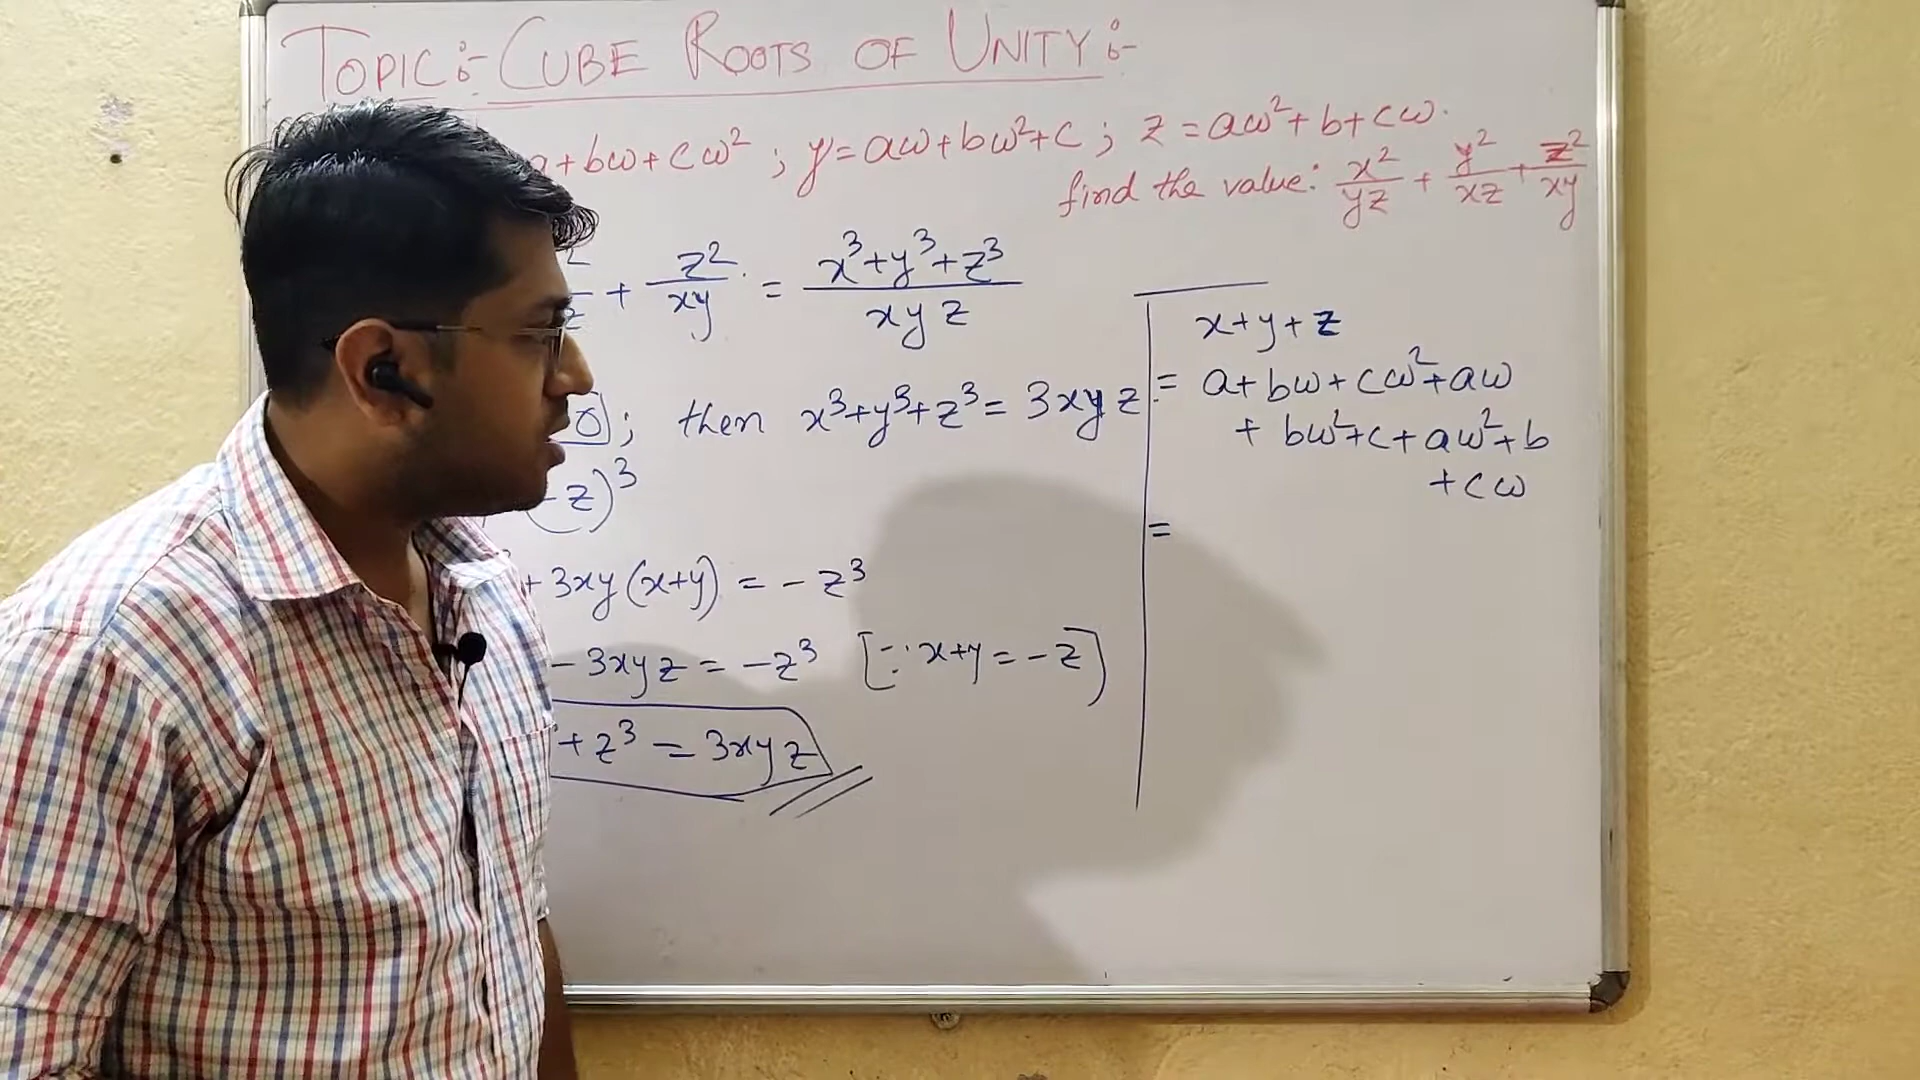 TOPIC:- CUBE ROOTS OF UNITY:-
a+bω+cω² ; y=aω+bω²+c ; z=aω²+b+cω.
find the value: x²/yz + y²/xz + z²/xy
+ z²/xy = x³+y³+z³/xyz
0; then x³+y³+z³=3xyz.
-z)³
+3xy(x+y) = -z³
-3xyz = -z³ [∵ x+y=-z]
+z³ = 3xyz
x+y+z
= a+bω+cω²+aω
+ bω²+c+aω²+b
+cω
=